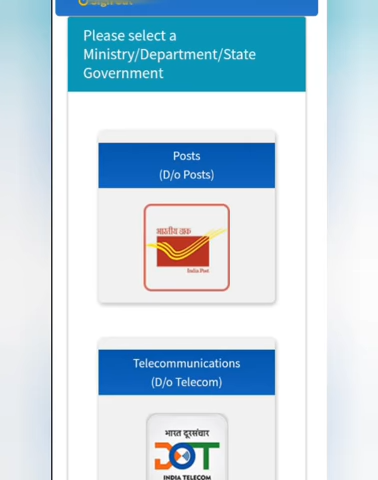 Please select a
Ministry/Department/State
Government
Posts
(D/o Posts)
भारतीय डाक
India Post
Telecommunications
(D/o Telecom)
भारत दूरसंचार
DOT
INDIA TELECOM